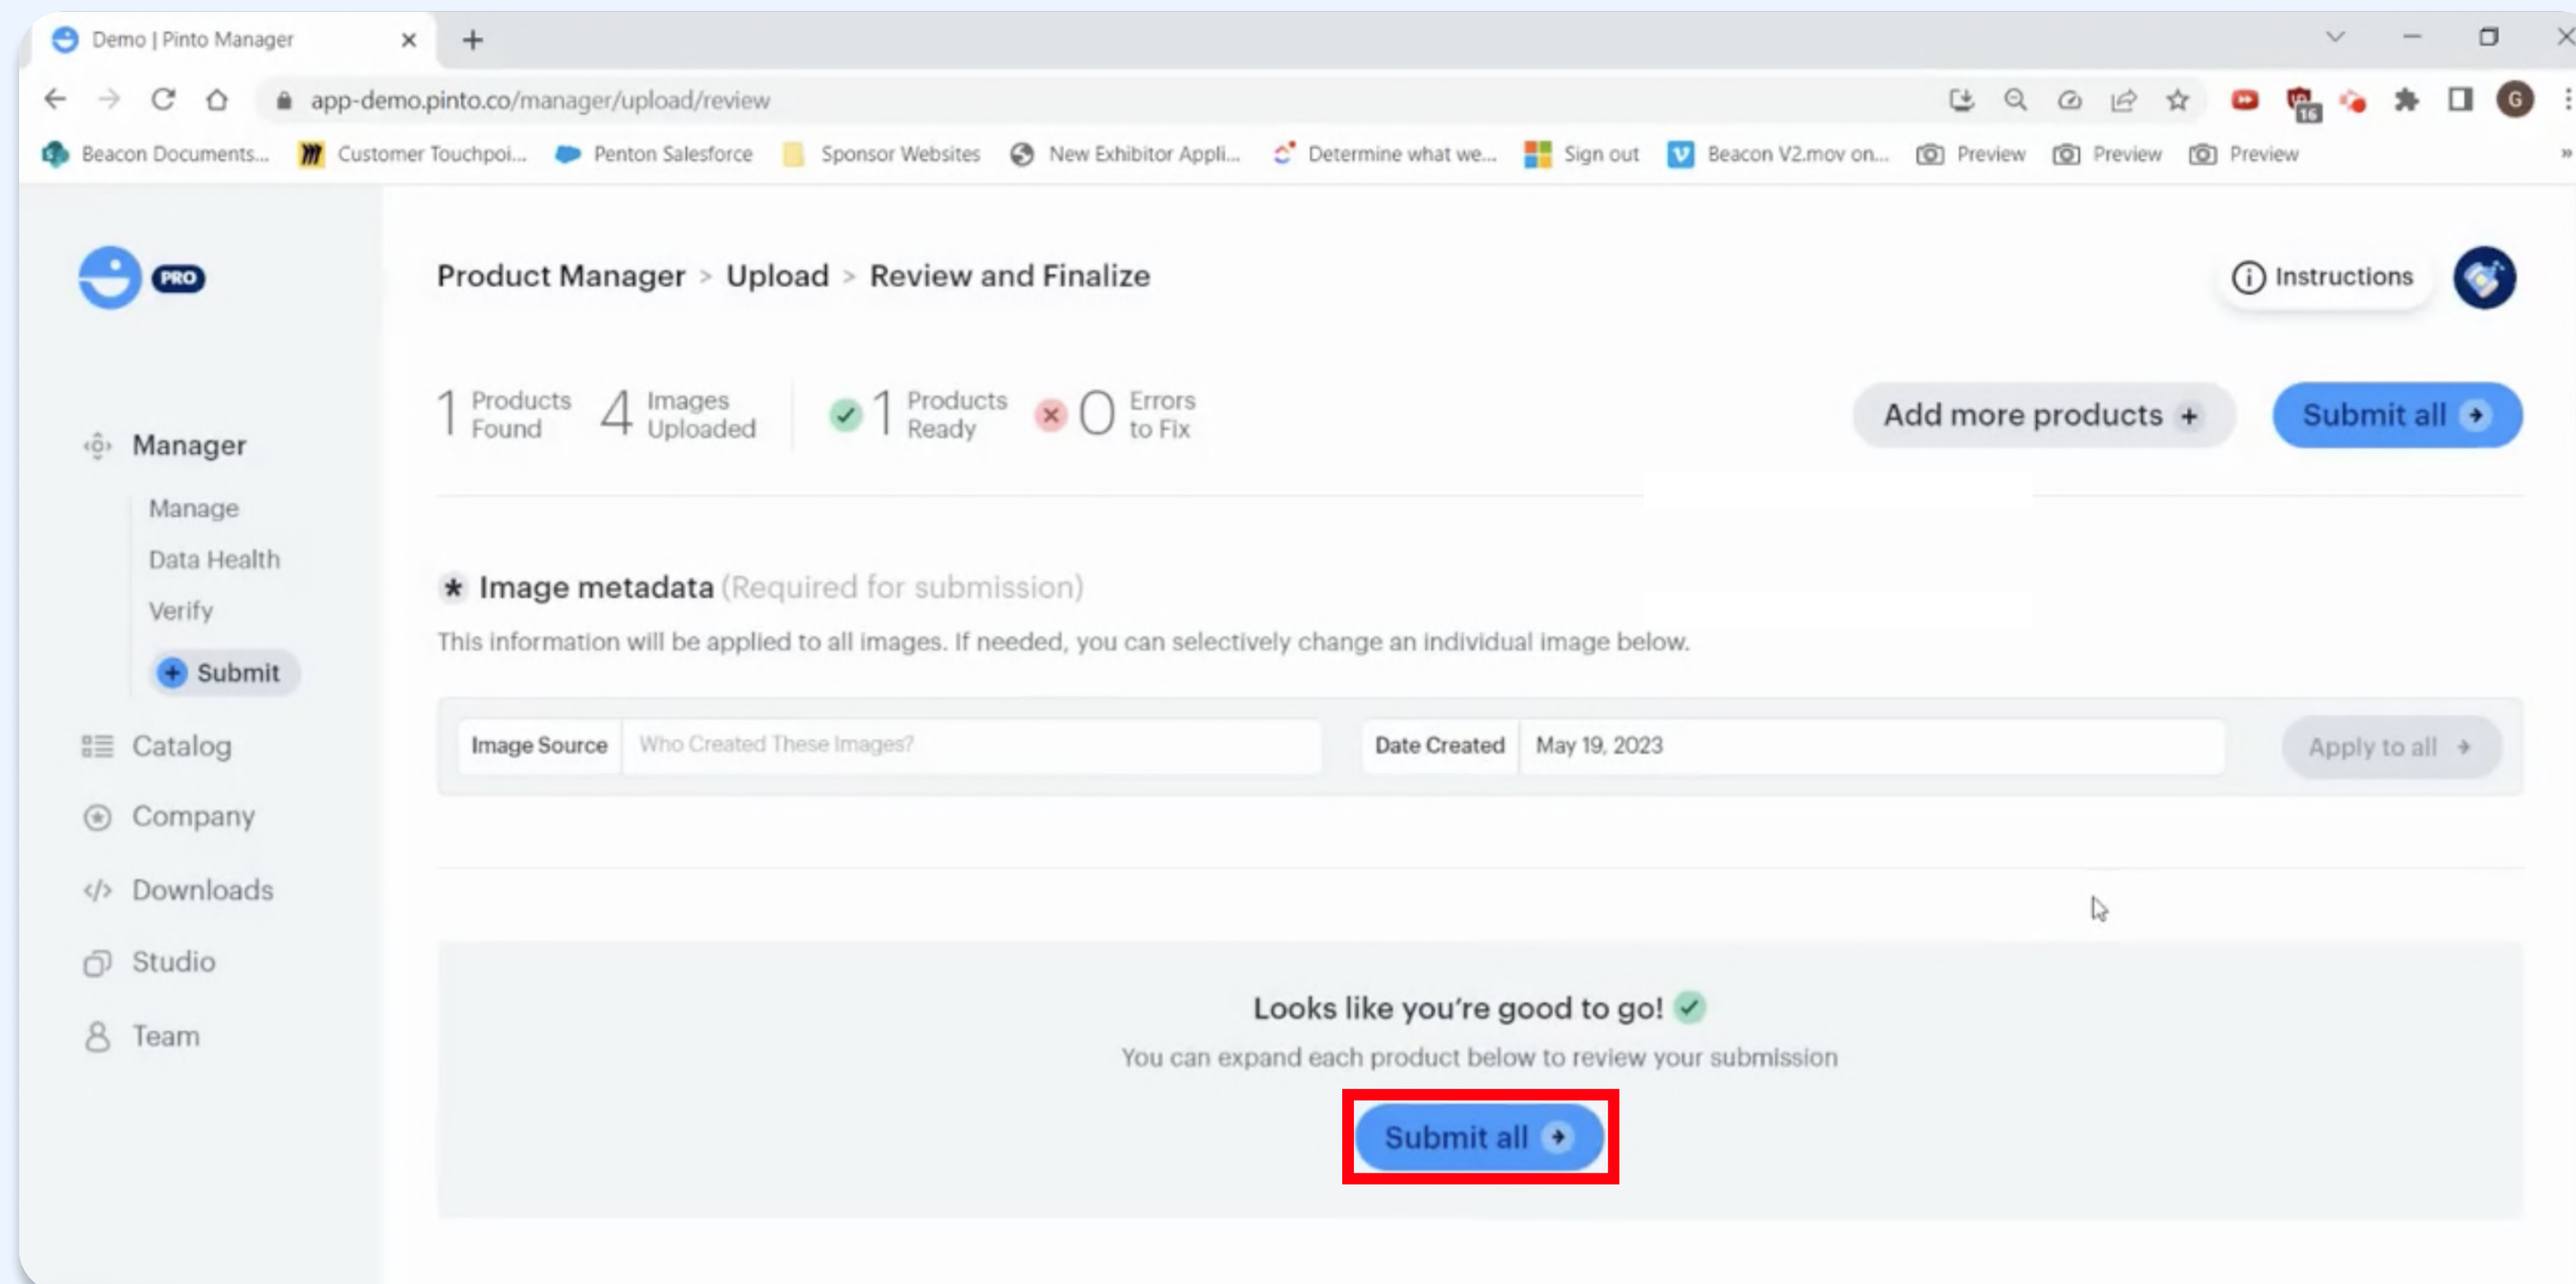 Demo | Pinto Manager
app-demo.pinto.co/manager/upload/review
16
G
Beacon Documents...
Customer Touchpoi...
Penton Salesforce
Sponsor Websites
New Exhibitor Appli...
Determine what we...
Sign out
Beacon V2.mov on...
Preview
Preview
Preview
PRO
Product Manager > Upload > Review and Finalize
Instructions
1 Products Found
4 Images Uploaded
1 Products Ready
0 Errors to Fix
Add more products +
Submit all
Manager
Manage
Data Health
Verify
Submit
Catalog
Company
Downloads
Studio
Team
* Image metadata (Required for submission)
This information will be applied to all images. If needed, you can selectively change an individual image below.
Image Source
Who Created These Images?
Date Created
May 19, 2023
Apply to all
Looks like you're good to go!
You can expand each product below to review your submission
Submit all